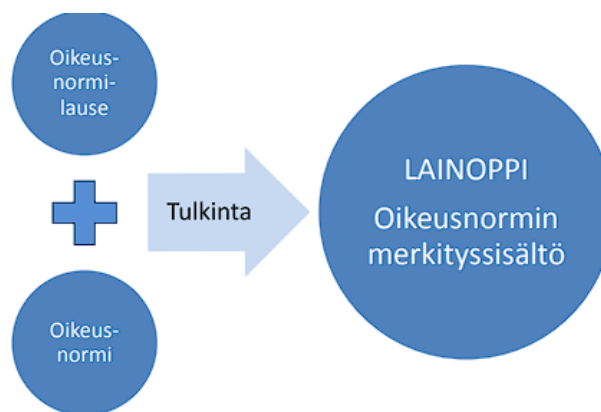 Oikeus-
normi-
lause
Tulkinta
Oikeus-
normi
LAINOPPI
Oikeusnormin
merkityssisältö